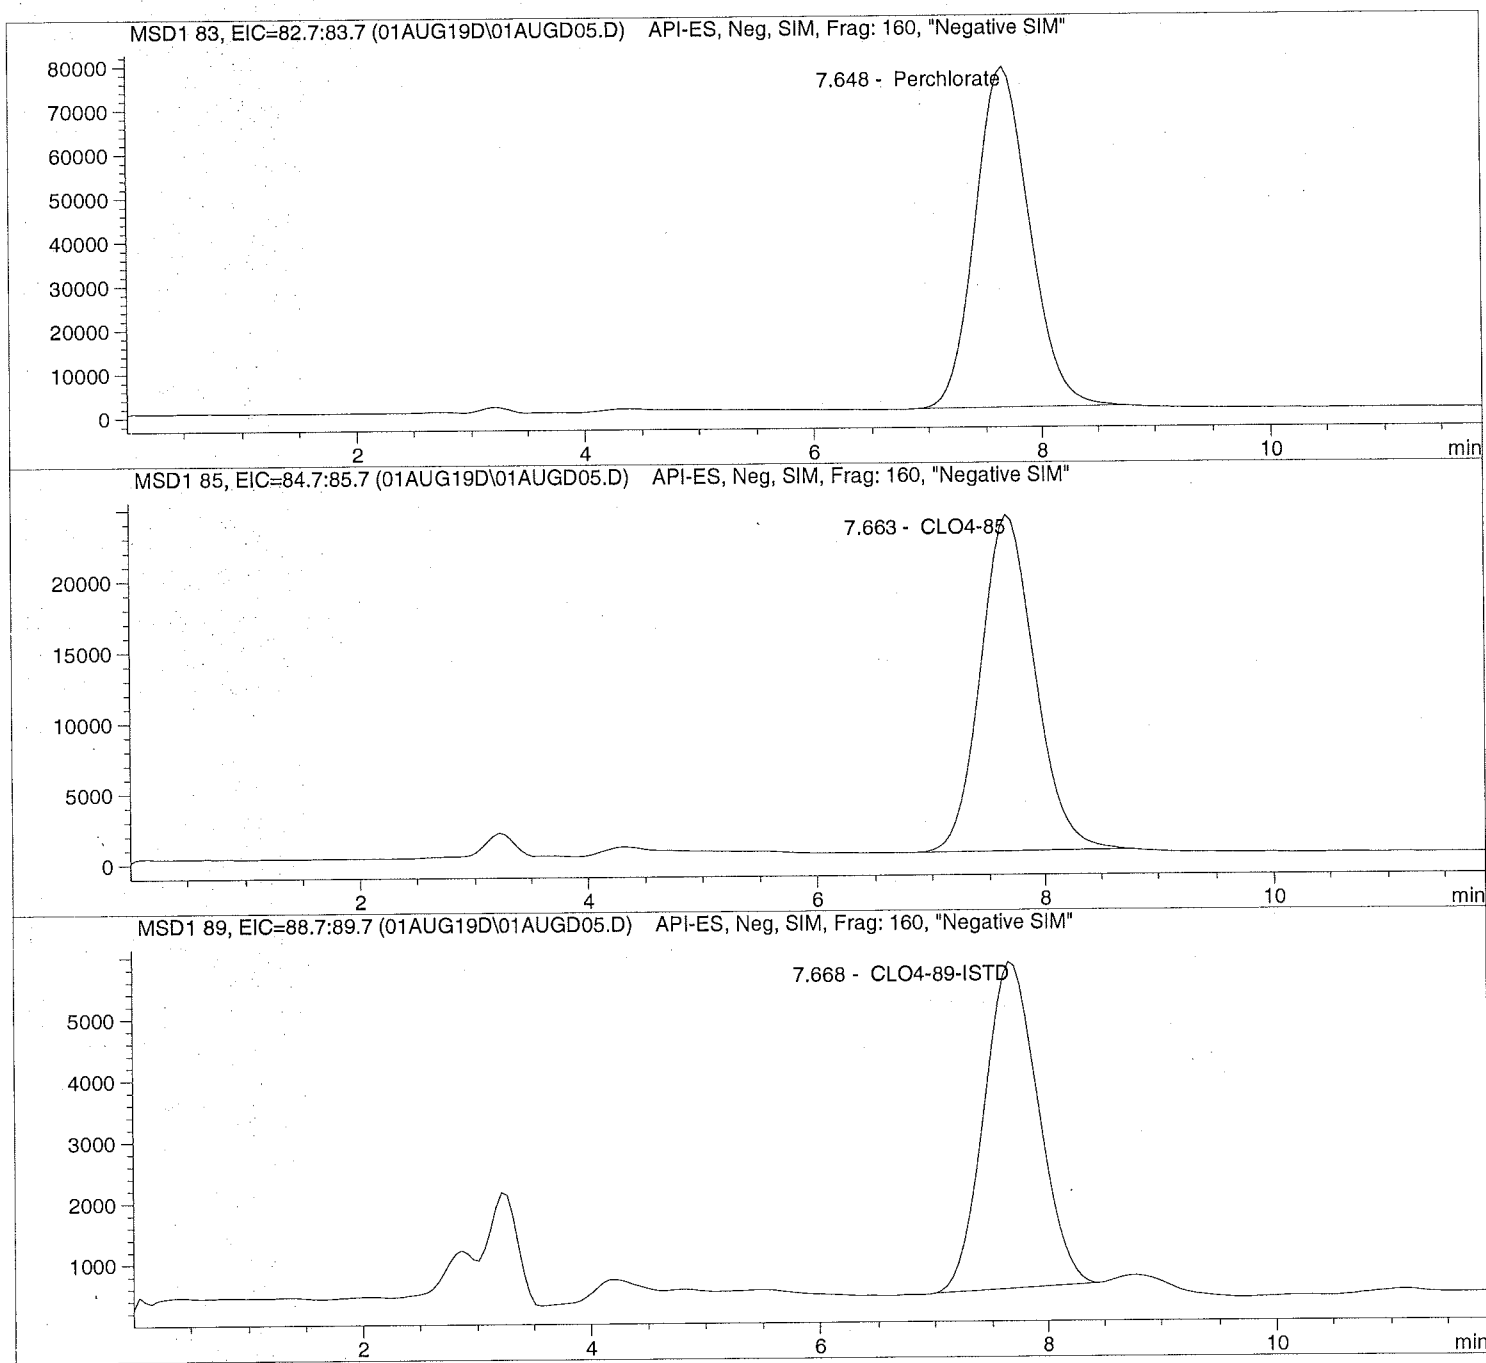 MSD1 83, EIC=82.7:83.7 (01AUG19D\01AUGD05.D) API-ES, Neg, SIM, Frag: 160, "Negative SIM"
7.648 - Perchlorate
80000
70000
60000
50000
40000
30000
20000
10000
0
2 4 6 8 10 min
MSD1 85, EIC=84.7:85.7 (01AUG19D\01AUGD05.D) API-ES, Neg, SIM, Frag: 160, "Negative SIM"
7.663 - CLO4-85
20000
15000
10000
5000
0
2 4 6 8 10 min
MSD1 89, EIC=88.7:89.7 (01AUG19D\01AUGD05.D) API-ES, Neg, SIM, Frag: 160, "Negative SIM"
7.668 - CLO4-89-ISTD
5000
4000
3000
2000
1000
2 4 6 8 10 min